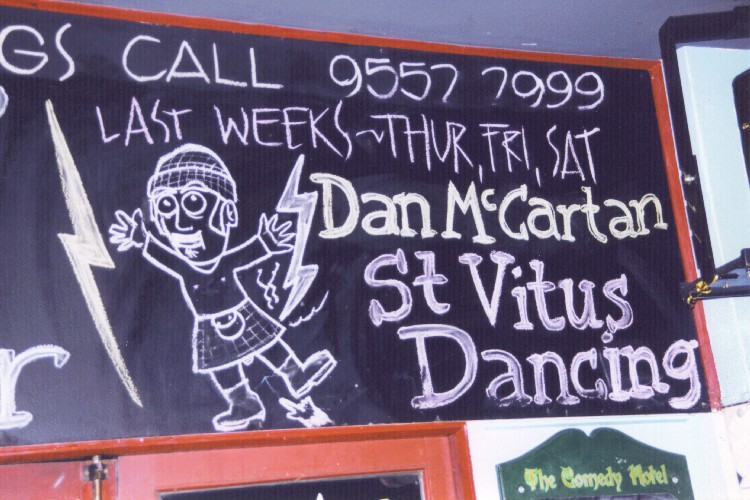 GS CALL 9557 7999
LAST WEEKS~THUR, FRI, SAT
Dan McCartan
St Vitus
Dancing
r
The Comedy Hotel